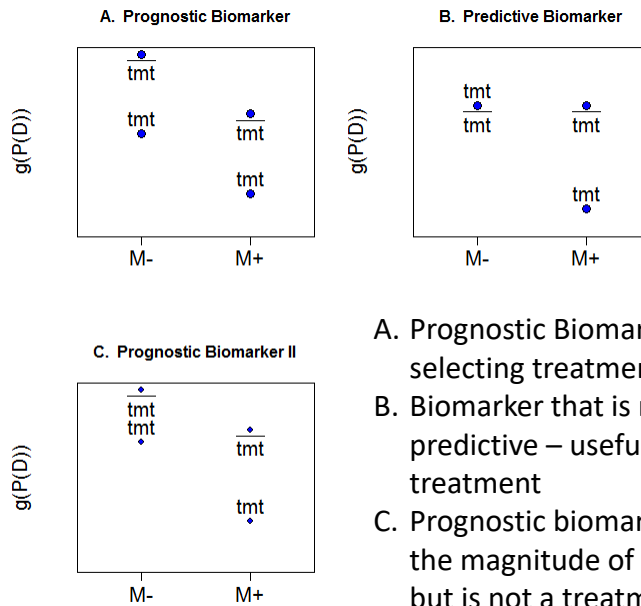 A. Prognostic Biomarker
g(P(D))
tmt
tmt
tmt
tmt
M- M+
B. Predictive Biomarker
g(P(D))
tmt
tmt
tmt
tmt
M- M+
C. Prognostic Biomarker II
g(P(D))
tmt
tmt
tmt
tmt
M- M+
A. Prognostic Biomar
selecting treatme
B. Biomarker that is
predictive – usefu
treatment
C. Prognostic biomar
the magnitude of
but is not a treatm